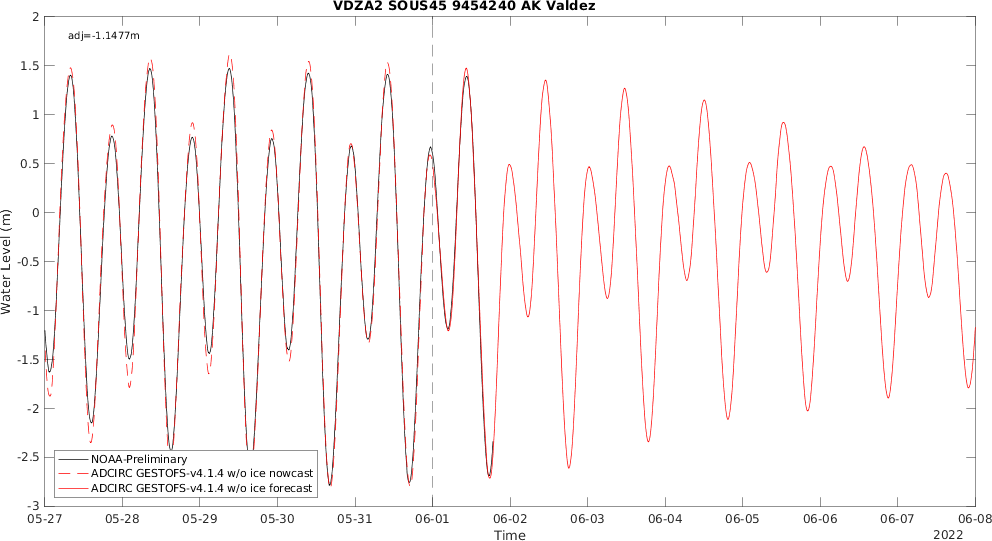 VDZA2 SOUS45 9454240 AK Valdez
adj=-1.1477m
2
1.5
1
0.5
0
-0.5
-1
-1.5
-2
-2.5
-3
Water Level (m)
NOAA-Preliminary
ADCIRC GESTOFS-v4.1.4 w/o ice nowcast
ADCIRC GESTOFS-v4.1.4 w/o ice forecast
05-27 05-28 05-29 05-30 05-31 06-01 06-02 06-03 06-04 06-05 06-06 06-07 06-08
Time
2022